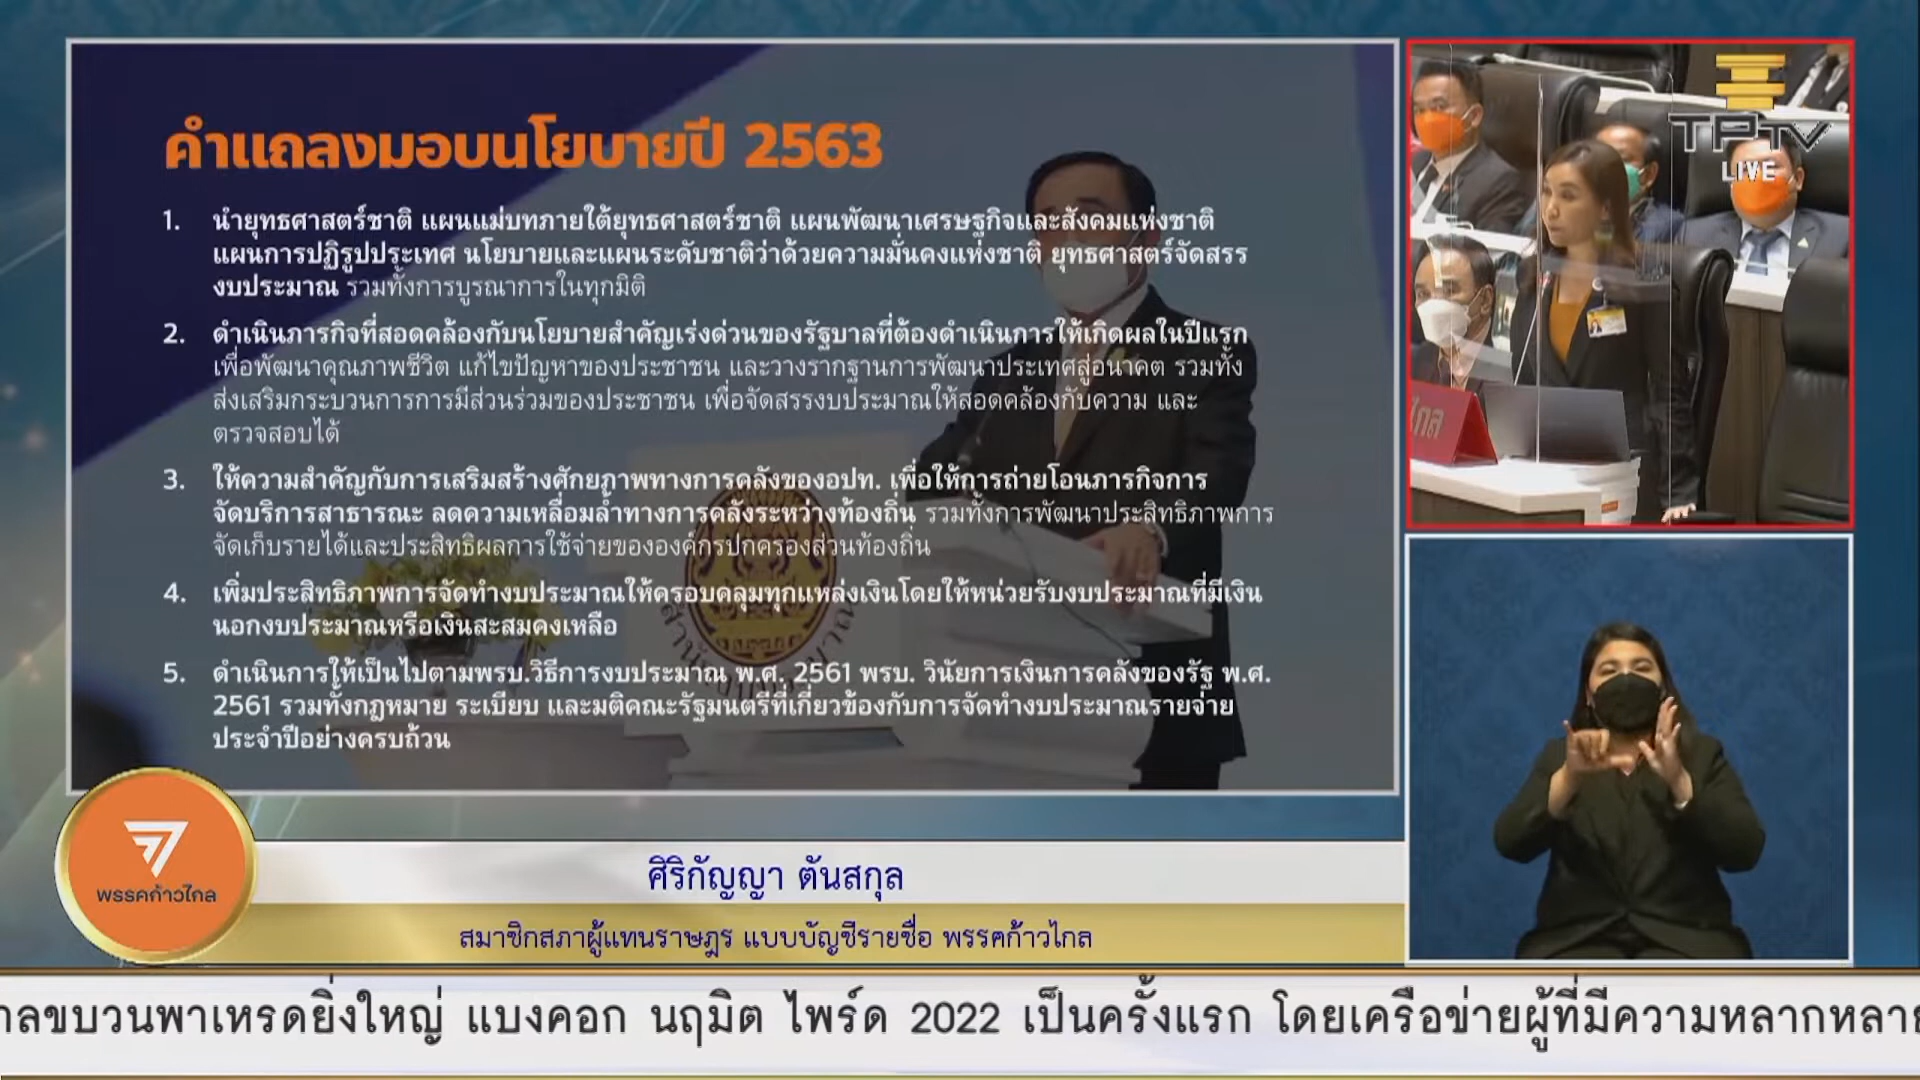 คำแถลงมอบนโยบายปี 2563
1. นำยุทธศาสตร์ชาติ แผนแม่บทภายใต้ยุทธศาสตร์ชาติ แผนพัฒนาเศรษฐกิจและสังคมแห่งชาติ
แผนการปฏิรูปประเทศ นโยบายและแผนระดับชาติว่าด้วยความมั่นคงแห่งชาติ ยุทธศาสตร์จัดสรร
งบประมาณ รวมทั้งการบูรณาการในทุกมิติ
2. ดำเนินภารกิจที่สอดคล้องกับนโยบายสำคัญเร่งด่วนของรัฐบาลที่ต้องดำเนินการให้เกิดผลในปีแรก
เพื่อพัฒนาคุณภาพชีวิต แก้ไขปัญหาของประชาชน และวางรากฐานการพัฒนาประเทศสู่อนาคต รวมทั้ง
ส่งเสริมกระบวนการการมีส่วนร่วมของประชาชน เพื่อจัดสรรงบประมาณให้สอดคล้องกับความ และ
ตรวจสอบได้
3. ให้ความสำคัญกับการเสริมสร้างศักยภาพทางการคลังของอปท. เพื่อให้การถ่ายโอนภารกิจการ
จัดบริการสาธารณะ ลดความเหลื่อมล้ำทางการคลังระหว่างท้องถิ่น รวมทั้งการพัฒนาประสิทธิภาพการ
จัดเก็บรายได้และประสิทธิผลการใช้จ่ายขององค์กรปกครองส่วนท้องถิ่น
4. เพิ่มประสิทธิภาพการจัดทำงบประมาณให้ครอบคลุมทุกแหล่งเงินโดยให้หน่วยรับงบประมาณที่มีเงิน
นอกงบประมาณหรือเงินสะสมคงเหลือ
5. ดำเนินการให้เป็นไปตามพรบ.วิธีการงบประมาณ พ.ศ. 2561 พรบ. วินัยการเงินการคลังของรัฐ พ.ศ.
2561 รวมทั้งกฎหมาย ระเบียบ และมติคณะรัฐมนตรีที่เกี่ยวข้องกับการจัดทำงบประมาณรายจ่าย
ประจำปีอย่างครบถ้วน
TPTV
LIVE
ไกล
พรรคก้าวไกล
ศิริกัญญา ตันสกุล
สมาชิกสภาผู้แทนราษฎร แบบบัญชีรายชื่อ พรรคก้าวไกล
าลขบวนพาเหรดยิ่งใหญ่ แบงคอก นฤมิต ไพร์ด 2022 เป็นครั้งแรก โดยเครือข่ายผู้ที่มีความหลากหลาย